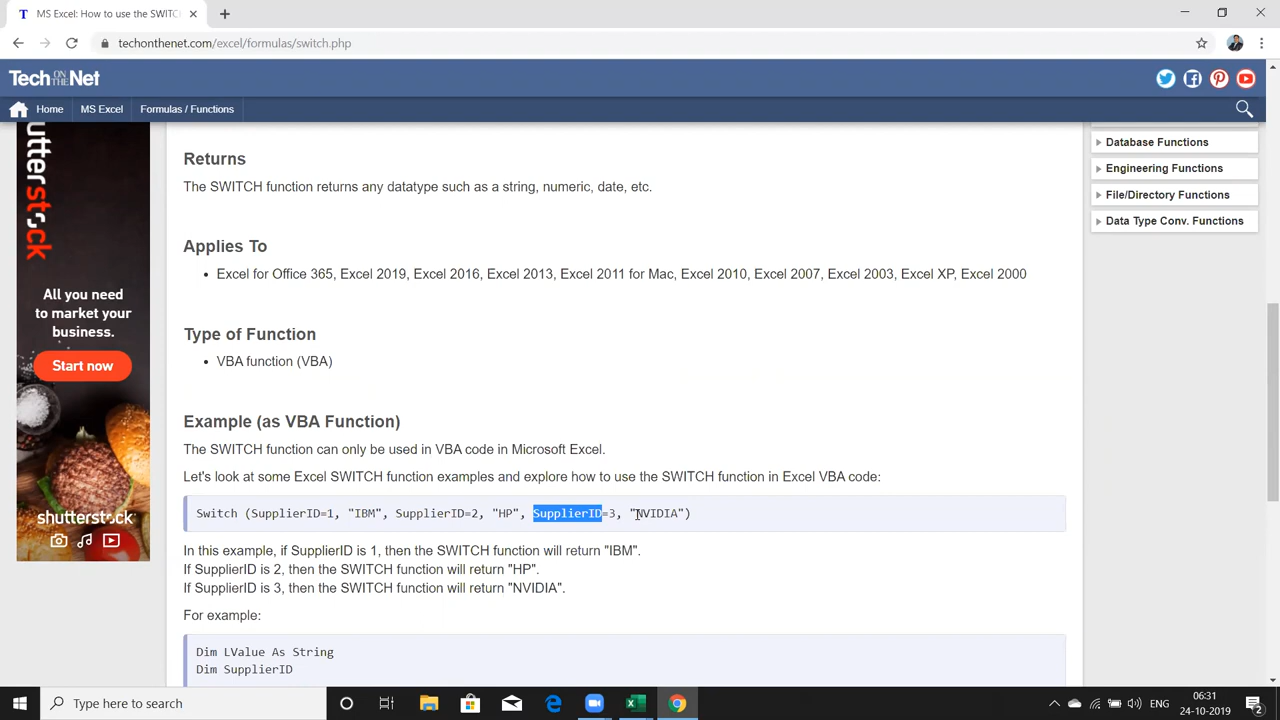 T MS Excel: How to use the SWITC
techonthenet.com/excel/formulas/switch.php
Tech ON THE Net
Home MS Excel Formulas / Functions
utterstock
All you need
to market your
business.
Start now
shutterstock
Returns
The SWITCH function returns any datatype such as a string, numeric, date, etc.
Applies To
• Excel for Office 365, Excel 2019, Excel 2016, Excel 2013, Excel 2011 for Mac, Excel 2010, Excel 2007, Excel 2003, Excel XP, Excel 2000
Type of Function
• VBA function (VBA)
Example (as VBA Function)
The SWITCH function can only be used in VBA code in Microsoft Excel.
Let's look at some Excel SWITCH function examples and explore how to use the SWITCH function in Excel VBA code:
Switch (SupplierID=1, "IBM", SupplierID=2, "HP", SupplierID=3, "NVIDIA")
In this example, if SupplierID is 1, then the SWITCH function will return "IBM".
If SupplierID is 2, then the SWITCH function will return "HP".
If SupplierID is 3, then the SWITCH function will return "NVIDIA".
For example:
Dim LValue As String
Dim SupplierID
Database Functions
Engineering Functions
File/Directory Functions
Data Type Conv. Functions
Type here to search
ENG
06:31
24-10-2019
2